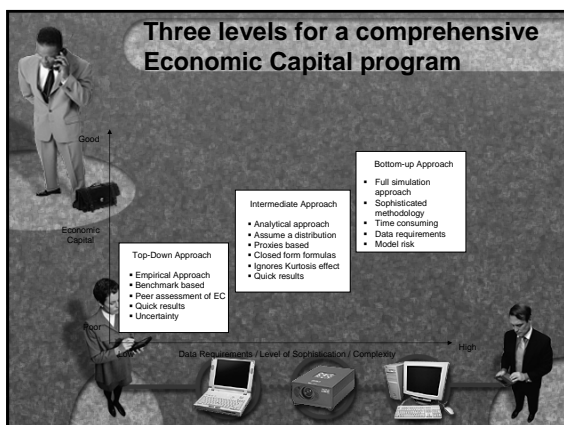 Three levels for a comprehensive
Economic Capital program
Good
Economic
Capital
Poor
Bottom-up Approach
▪ Full simulation
approach
▪ Sophisticated
methodology
▪ Time consuming
▪ Data requirements
▪ Model risk
Intermediate Approach
▪ Analytical approach
▪ Assume a distribution
▪ Proxies based
▪ Closed form formulas
▪ Ignores Kurtosis effect
▪ Quick results
Top-Down Approach
▪ Empirical Approach
▪ Benchmark based
▪ Peer assessment of EC
▪ Quick results
▪ Uncertainty
Low
Data Requirements / Level of Sophistication / Complexity
High